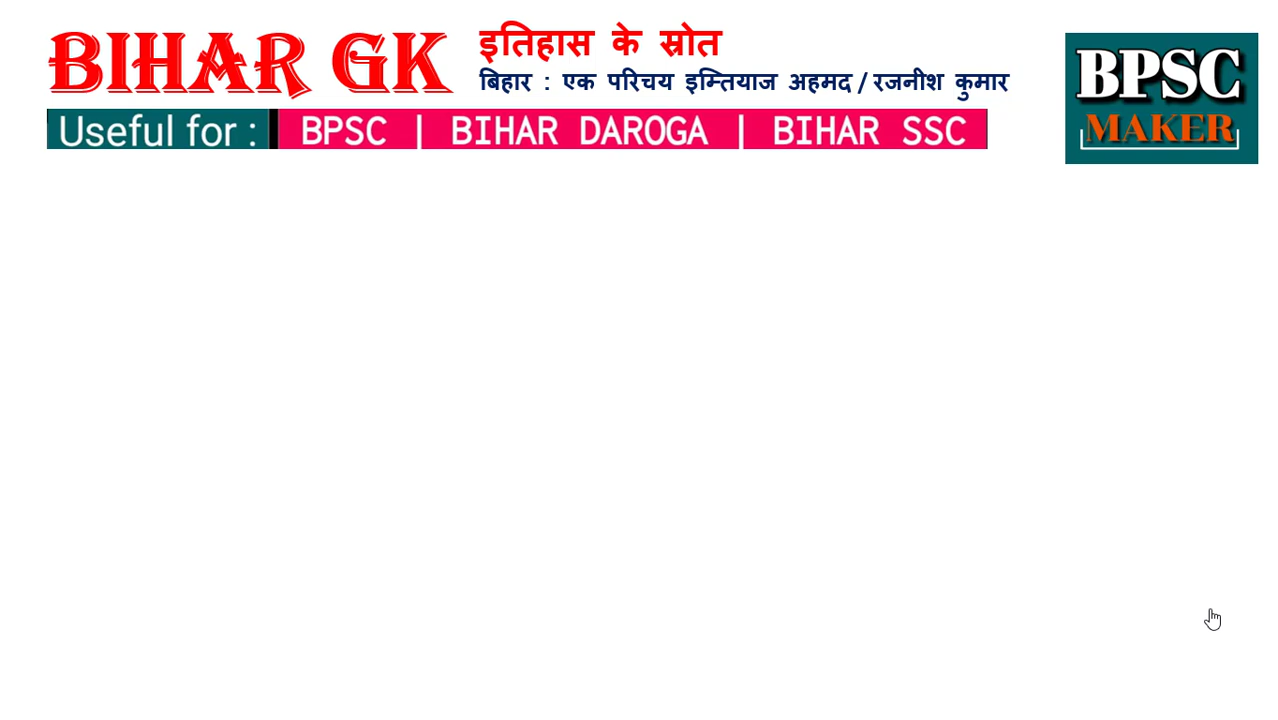 BIHAR GK
इतिहास के स्रोत
बिहार : एक परिचय इम्तियाज अहमद / रजनीश कुमार
Useful for : BPSC | BIHAR DAROGA | BIHAR SSC
BPSC
MAKER